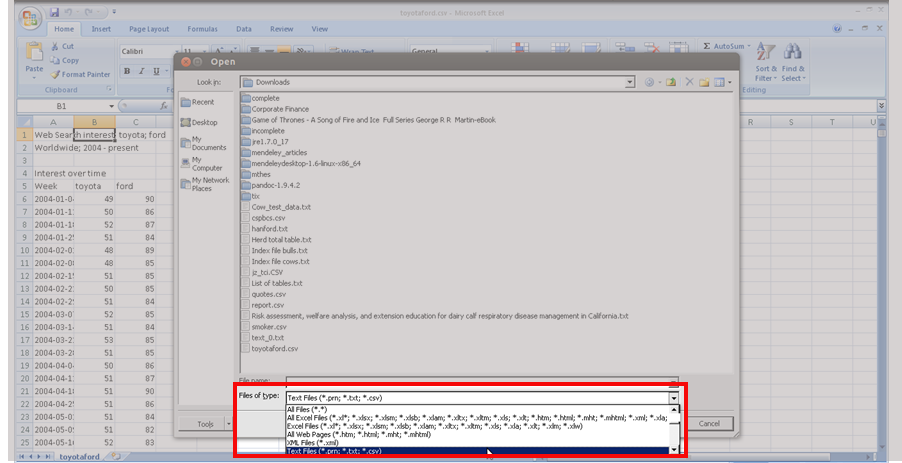 toyotaford.csv - Microsoft Excel
Home Insert Page Layout Formulas Data Review View
Cut
Copy
Format Painter
Paste
Clipboard
Calibri 11
B I U
Wrap Text
General
AutoSum
Sort & Find &
Filter Select
Editing
B1
A B C R S T U
1 Web Search interest: toyota; ford
2 Worldwide; 2004 - present
3
4 Interest over time
5 Week toyota ford
6 2004-01-0 49 90
7 2004-01-1 50 86
8 2004-01-1 52 87
9 2004-01-2 51 84
10 2004-02-0 48 89
11 2004-02-0 48 85
12 2004-02-1 51 85
13 2004-02-2 50 85
14 2004-02-2 51 84
15 2004-03-0 52 85
16 2004-03-1 51 84
17 2004-03-2 53 85
18 2004-03-2 51 85
19 2004-04-0 50 86
20 2004-04-1 51 87
21 2004-04-1 51 90
22 2004-04-2 51 86
23 2004-05-0 51 84
24 2004-05-0 51 82
25 2004-05-1 52 83
toyotaford
Open
Look in: Downloads
Recent
Desktop
My Documents
My Computer
My Network Places
complete
Corporate Finance
Game of Thrones - A Song of Fire and Ice Full Series George R R Martin-eBook
incomplete
jre1.7.0_17
mendeley_articles
mendeleydesktop-1.6-linux-x86_64
mthes
pandoc-1.9.4.2
tix
Cow_test_data.txt
cspbcs.csv
hanford.txt
Herd total table.txt
Index file bulls.txt
Index file cows.txt
jz_tci.CSV
List of tables.txt
quotes.csv
report.csv
Risk assessment, welfare analysis, and extension education for dairy calf respiratory disease management in California.txt
smoker.csv
text_0.txt
toyotaford.csv
File name:
Files of type: Text Files (*.prn; *.txt; *.csv)
All Files (*.*)
All Excel Files (*.xl*; *.xlsx; *.xlsm; *.xlsb; *.xlam; *.xltx; *.xltm; *.xls; *.xlt; *.htm; *.html; *.mht; *.mhtml; *.xml; *.xla;
Excel Files (*.xl*; *.xlsx; *.xlsm; *.xlsb; *.xlam; *.xltx; *.xltm; *.xls; *.xla; *.xlt; *.xlm; *.xlw)
All Web Pages (*.htm; *.html; *.mht; *.mhtml)
XML Files (*.xml)
Text Files (*.prn; *.txt; *.csv)
Tools
Cancel